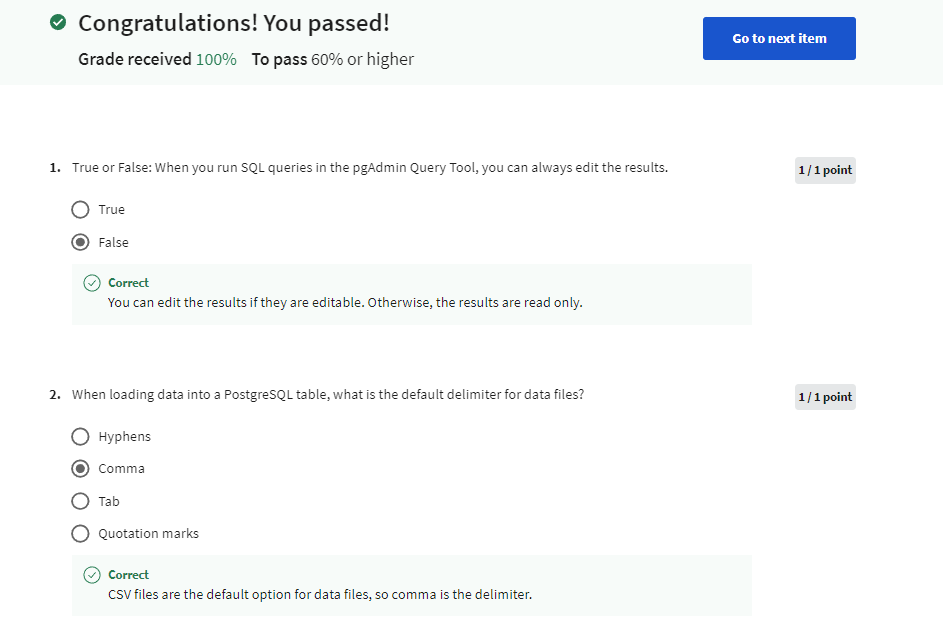 Congratulations! You passed!
Go to next item
Grade received 100% To pass 60% or higher
1. True or False: When you run SQL queries in the pgAdmin Query Tool, you can always edit the results.
1 / 1 point
True
False
Correct
You can edit the results if they are editable. Otherwise, the results are read only.
2. When loading data into a PostgreSQL table, what is the default delimiter for data files?
1 / 1 point
Hyphens
Comma
Tab
Quotation marks
Correct
CSV files are the default option for data files, so comma is the delimiter.